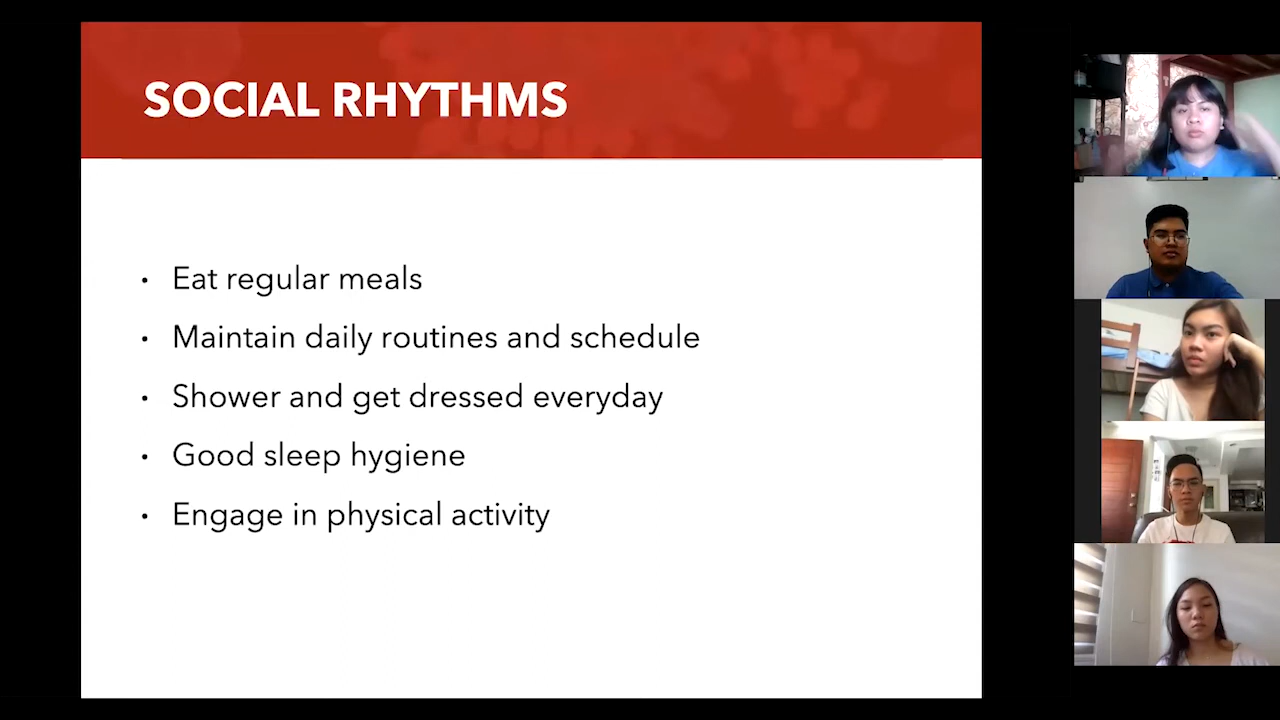 SOCIAL RHYTHMS
• Eat regular meals
• Maintain daily routines and schedule
• Shower and get dressed everyday
• Good sleep hygiene
• Engage in physical activity